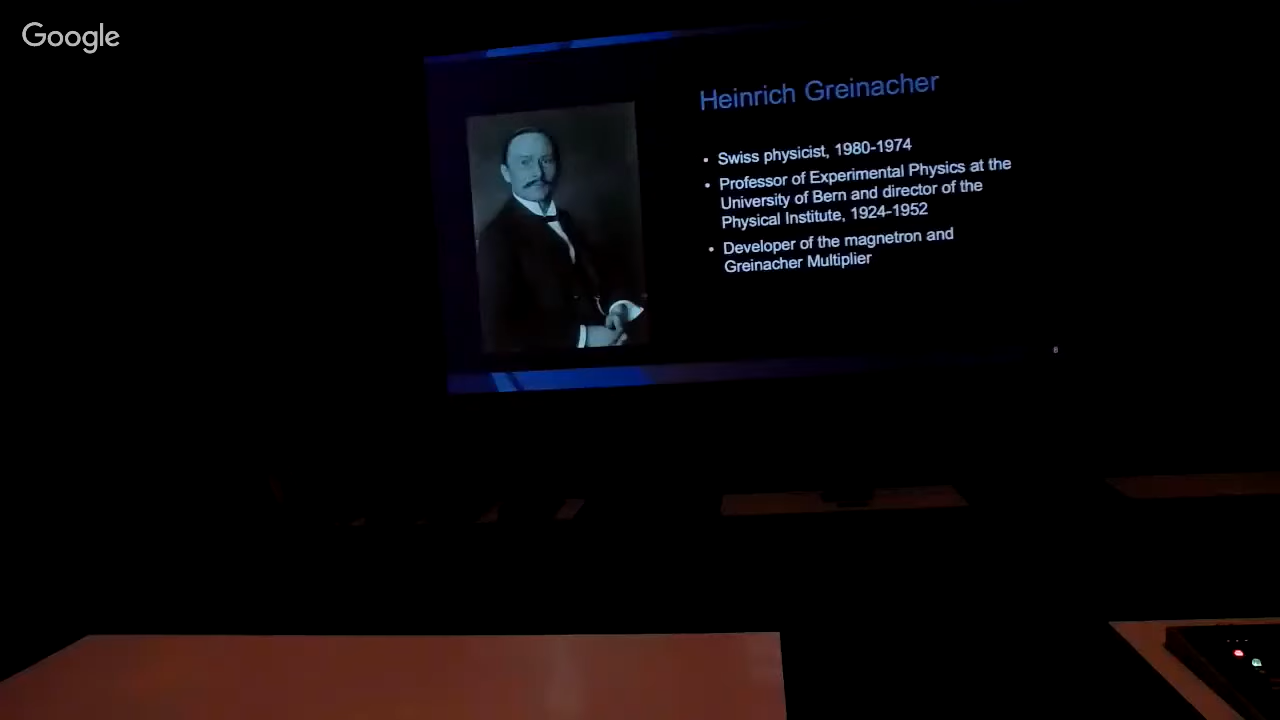 Google
Heinrich Greinacher
• Swiss physicist, 1980-1974
• Professor of Experimental Physics at the
University of Bern and director of the
Physical Institute, 1924-1952
• Developer of the magnetron and
Greinacher Multiplier